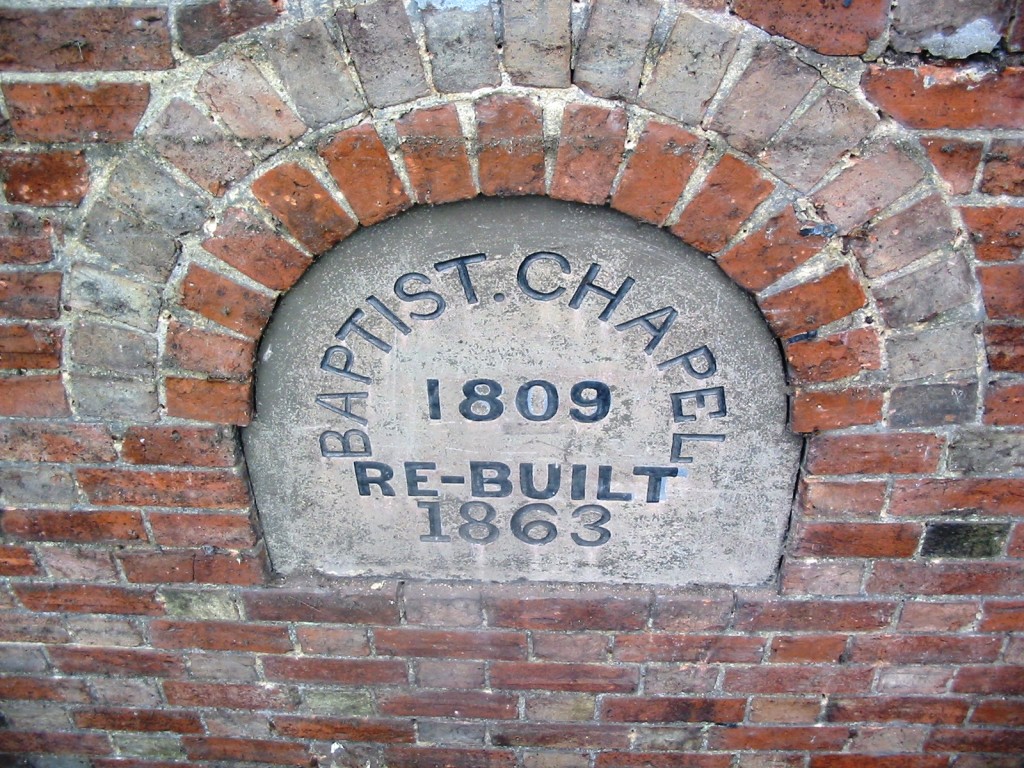 BAPTIST. CHAPEL
1809
RE-BUILT
1863